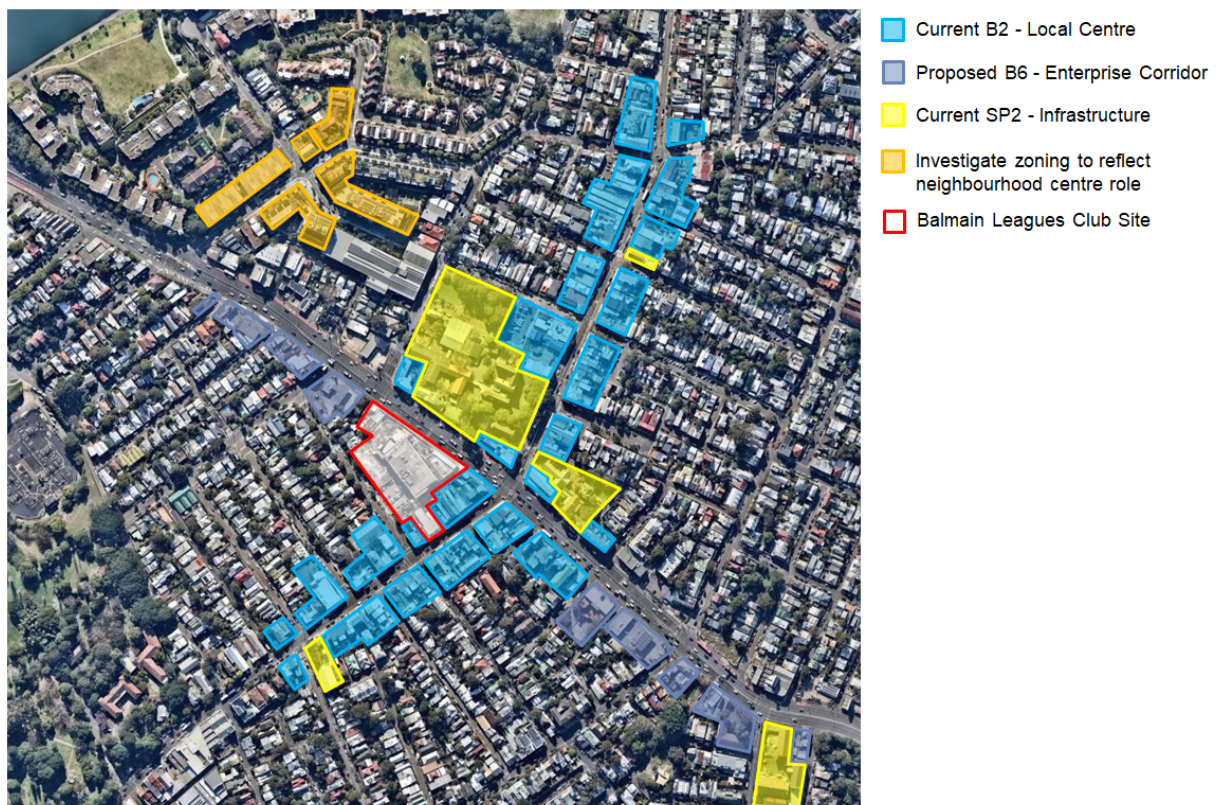 Current B2 - Local Centre
Proposed B6 - Enterprise Corridor
Current SP2 - Infrastructure
Investigate zoning to reflect
neighbourhood centre role
Balmain Leagues Club Site